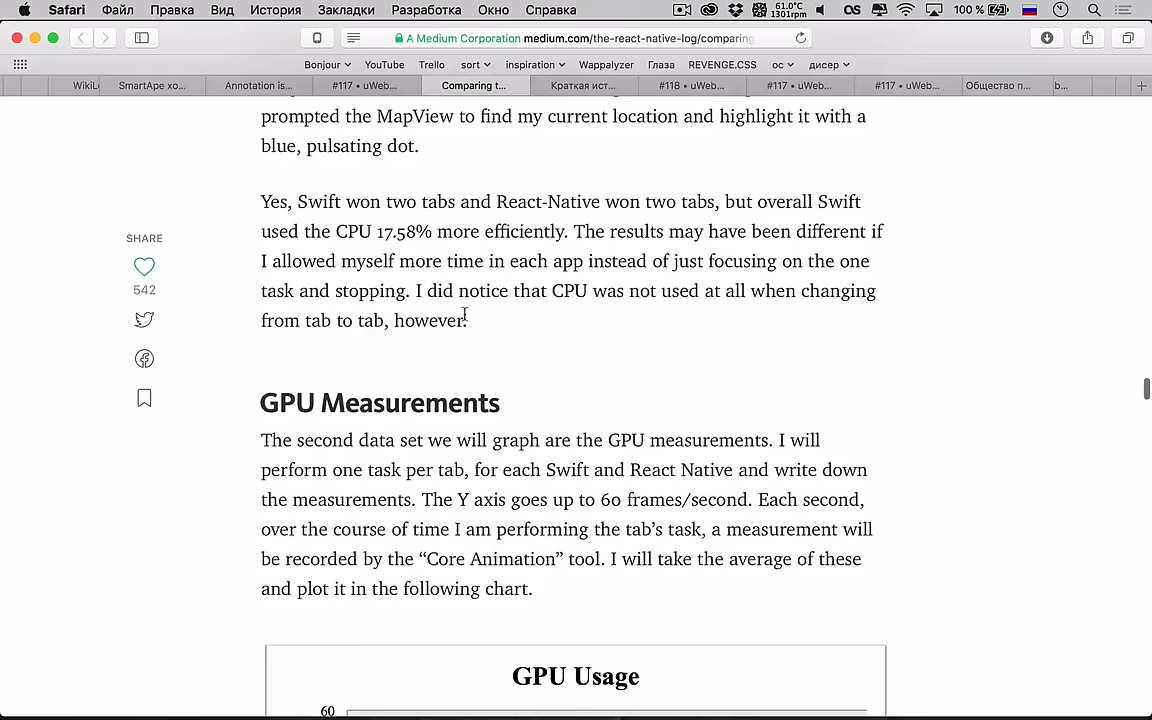 Safari Файл Правка Вид История Закладки Разработка Окно Справка 61.0°C 1301rpm 100 %
A Medium Corporation medium.com/the-react-native-log/comparing
Bonjour YouTube Trello sort inspiration Wappalyzer Глаза REVENGE.CSS ос дисер
WikiL SmartApe хо... Annotation is... #117 • uWeb... Comparing t... Краткая ист... #118 • uWeb... #117 • uWeb... #117 • uWeb... Общество п... b...
prompted the MapView to find my current location and highlight it with a
blue, pulsating dot.
Yes, Swift won two tabs and React-Native won two tabs, but overall Swift
used the CPU 17.58% more efficiently. The results may have been different if
I allowed myself more time in each app instead of just focusing on the one
task and stopping. I did notice that CPU was not used at all when changing
from tab to tab, however.
SHARE
542
GPU Measurements
The second data set we will graph are the GPU measurements. I will
perform one task per tab, for each Swift and React Native and write down
the measurements. The Y axis goes up to 60 frames/second. Each second,
over the course of time I am performing the tab’s task, a measurement will
be recorded by the “Core Animation” tool. I will take the average of these
and plot it in the following chart.
GPU Usage
60